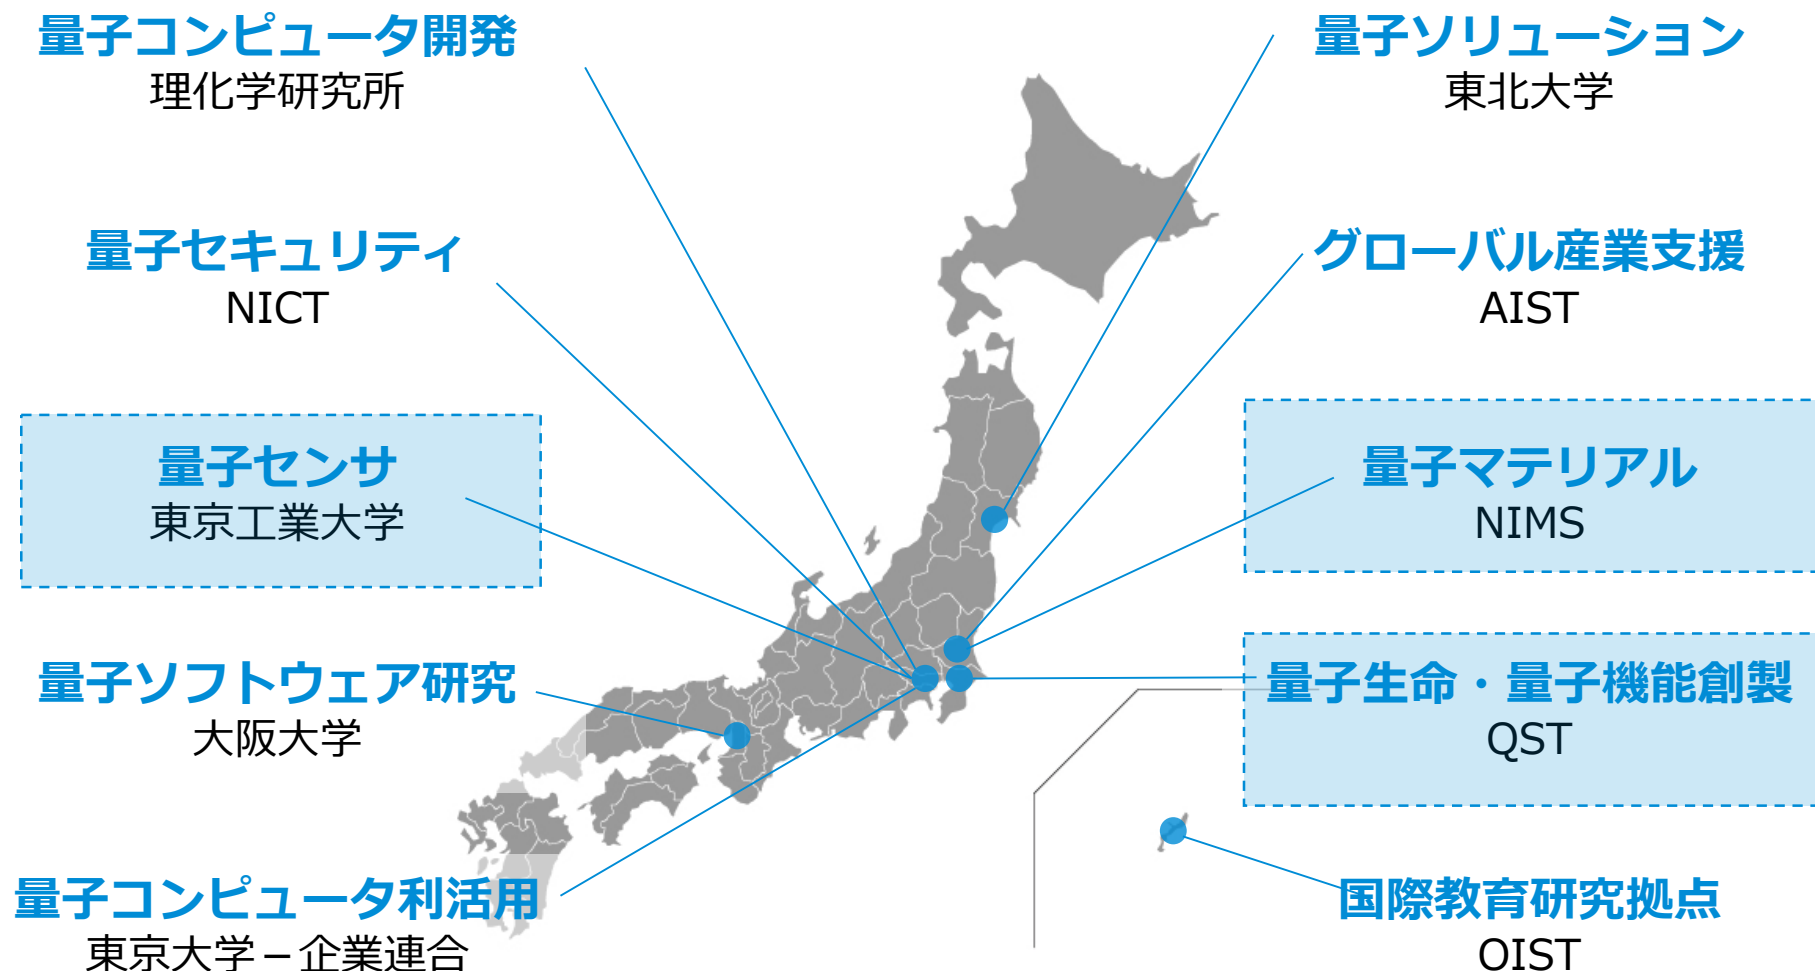 量子コンピュータ開発
理化学研究所
量子セキュリティ
NICT
量子センサ
東京工業大学
量子ソフトウェア研究
大阪大学
量子コンピュータ利活用
東京大学－企業連合
量子ソリューション
東北大学
グローバル産業支援
AIST
量子マテリアル
NIMS
量子生命・量子機能創製
QST
国際教育研究拠点
OIST